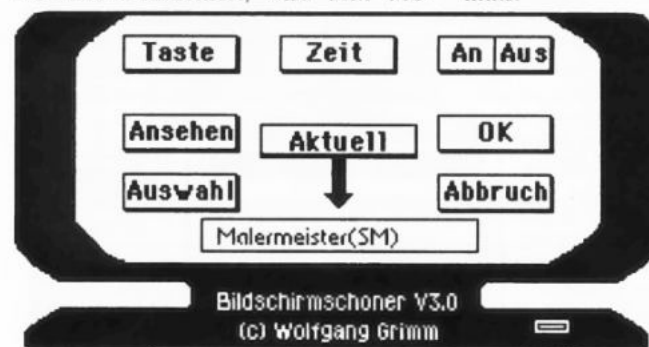 Taste Zeit An Aus
Ansehen Aktuell OK
Auswahl Abbruch
Malermeister(SM)
Bildschirmschoner V3.0
(c) Wolfgang Grimm